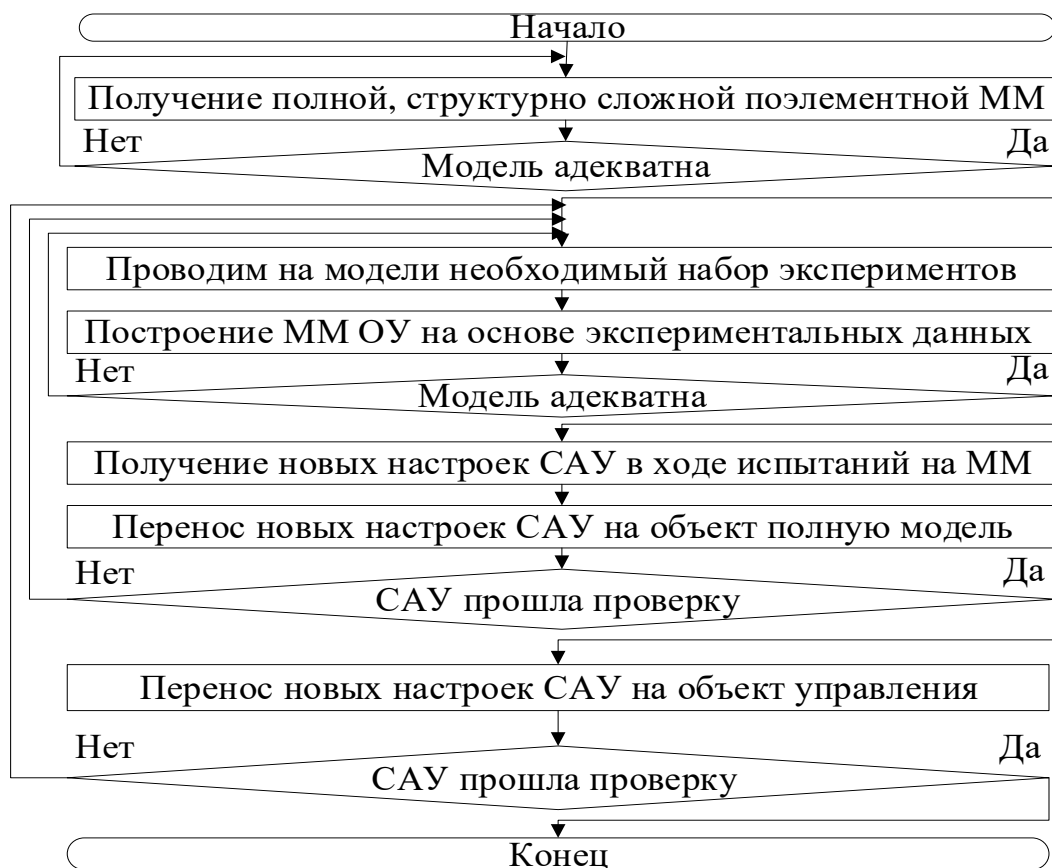 Начало
Получение полной, структурно сложной поэлементной ММ
Нет
Да
Модель адекватна
Проводим на модели необходимый набор экспериментов
Построение ММ ОУ на основе экспериментальных данных
Нет
Да
Модель адекватна
Получение новых настроек САУ в ходе испытаний на ММ
Перенос новых настроек САУ на объект полную модель
Нет
Да
САУ прошла проверку
Перенос новых настроек САУ на объект управления
Нет
Да
САУ прошла проверку
Конец